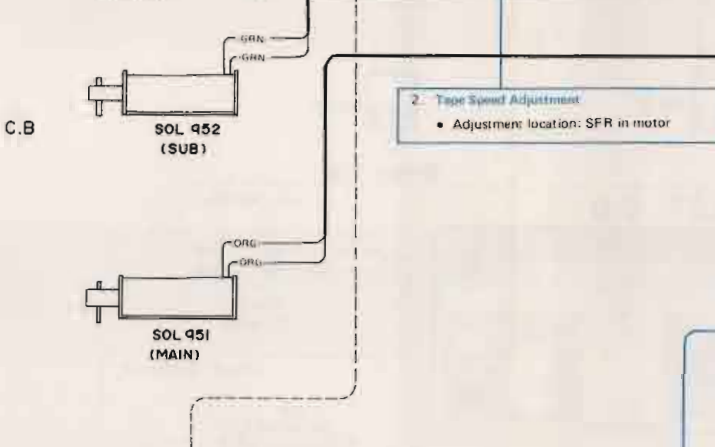 GRN
GRN
2. Tape Speed Adjustment
• Adjustment location: SFR in motor
C.B
SOL 952
(SUB)
ORG
ORG
SOL 951
(MAIN)